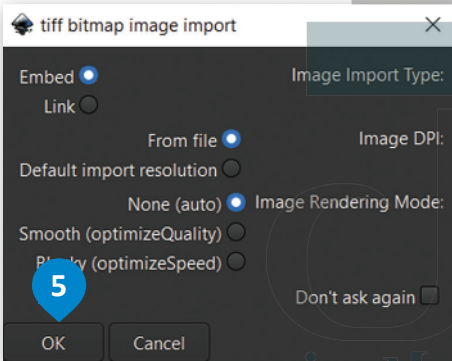 tiff bitmap image import
Embed Image Import Type:
Link
From file Image DPI:
Default import resolution
None (auto) Image Rendering Mode:
Smooth (optimizeQuality)
(optimizeSpeed)
5
Don't ask again
OK Cancel